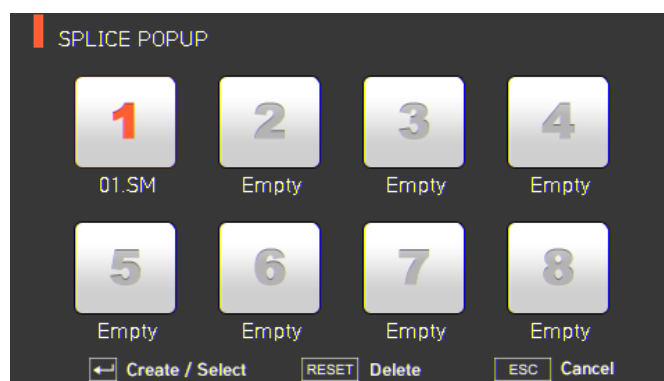 SPLICE POPUP
1 2 3 4
01.SM Empty Empty Empty
5 6 7 8
Empty Empty Empty Empty
Create / Select RESET Delete ESC Cancel